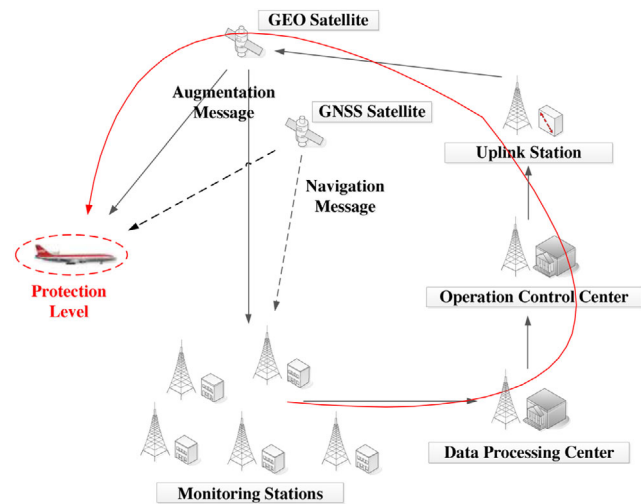 GEO Satellite
Augmentation
Message
GNSS Satellite
Uplink Station
Navigation
Message
Protection
Level
Operation Control Center
Data Processing Center
Monitoring Stations